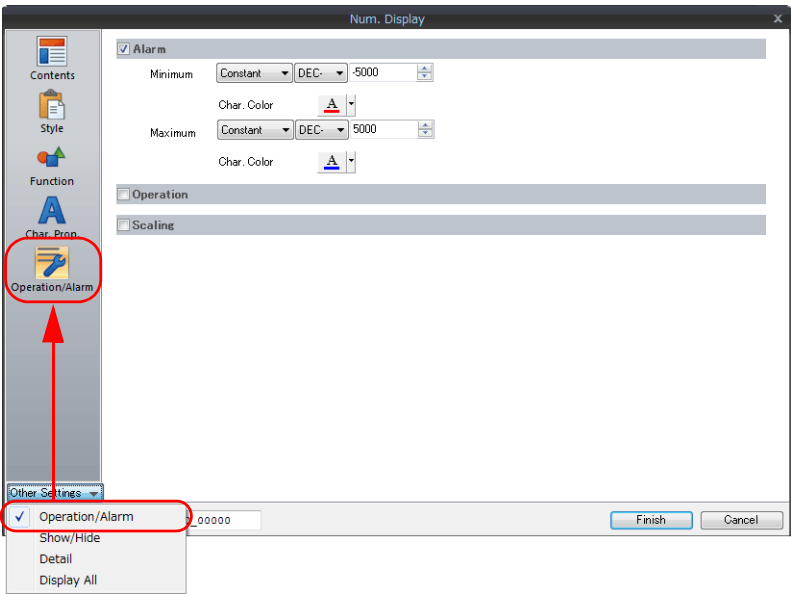 Num. Display
x
Contents
Style
Function
Char. Prop.
Operation/Alarm
Alarm
Minimum Constant DEC- -5000
Char. Color A
Maximum Constant DEC- 5000
Char. Color A
Operation
Scaling
Other Settings
_00000
Finish Cancel
Operation/Alarm
Show/Hide
Detail
Display All